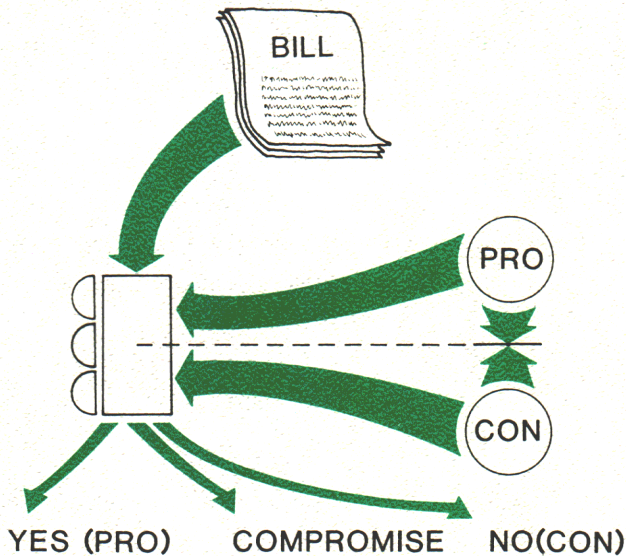 BILL
PRO
CON
YES (PRO) COMPROMISE NO(CON)